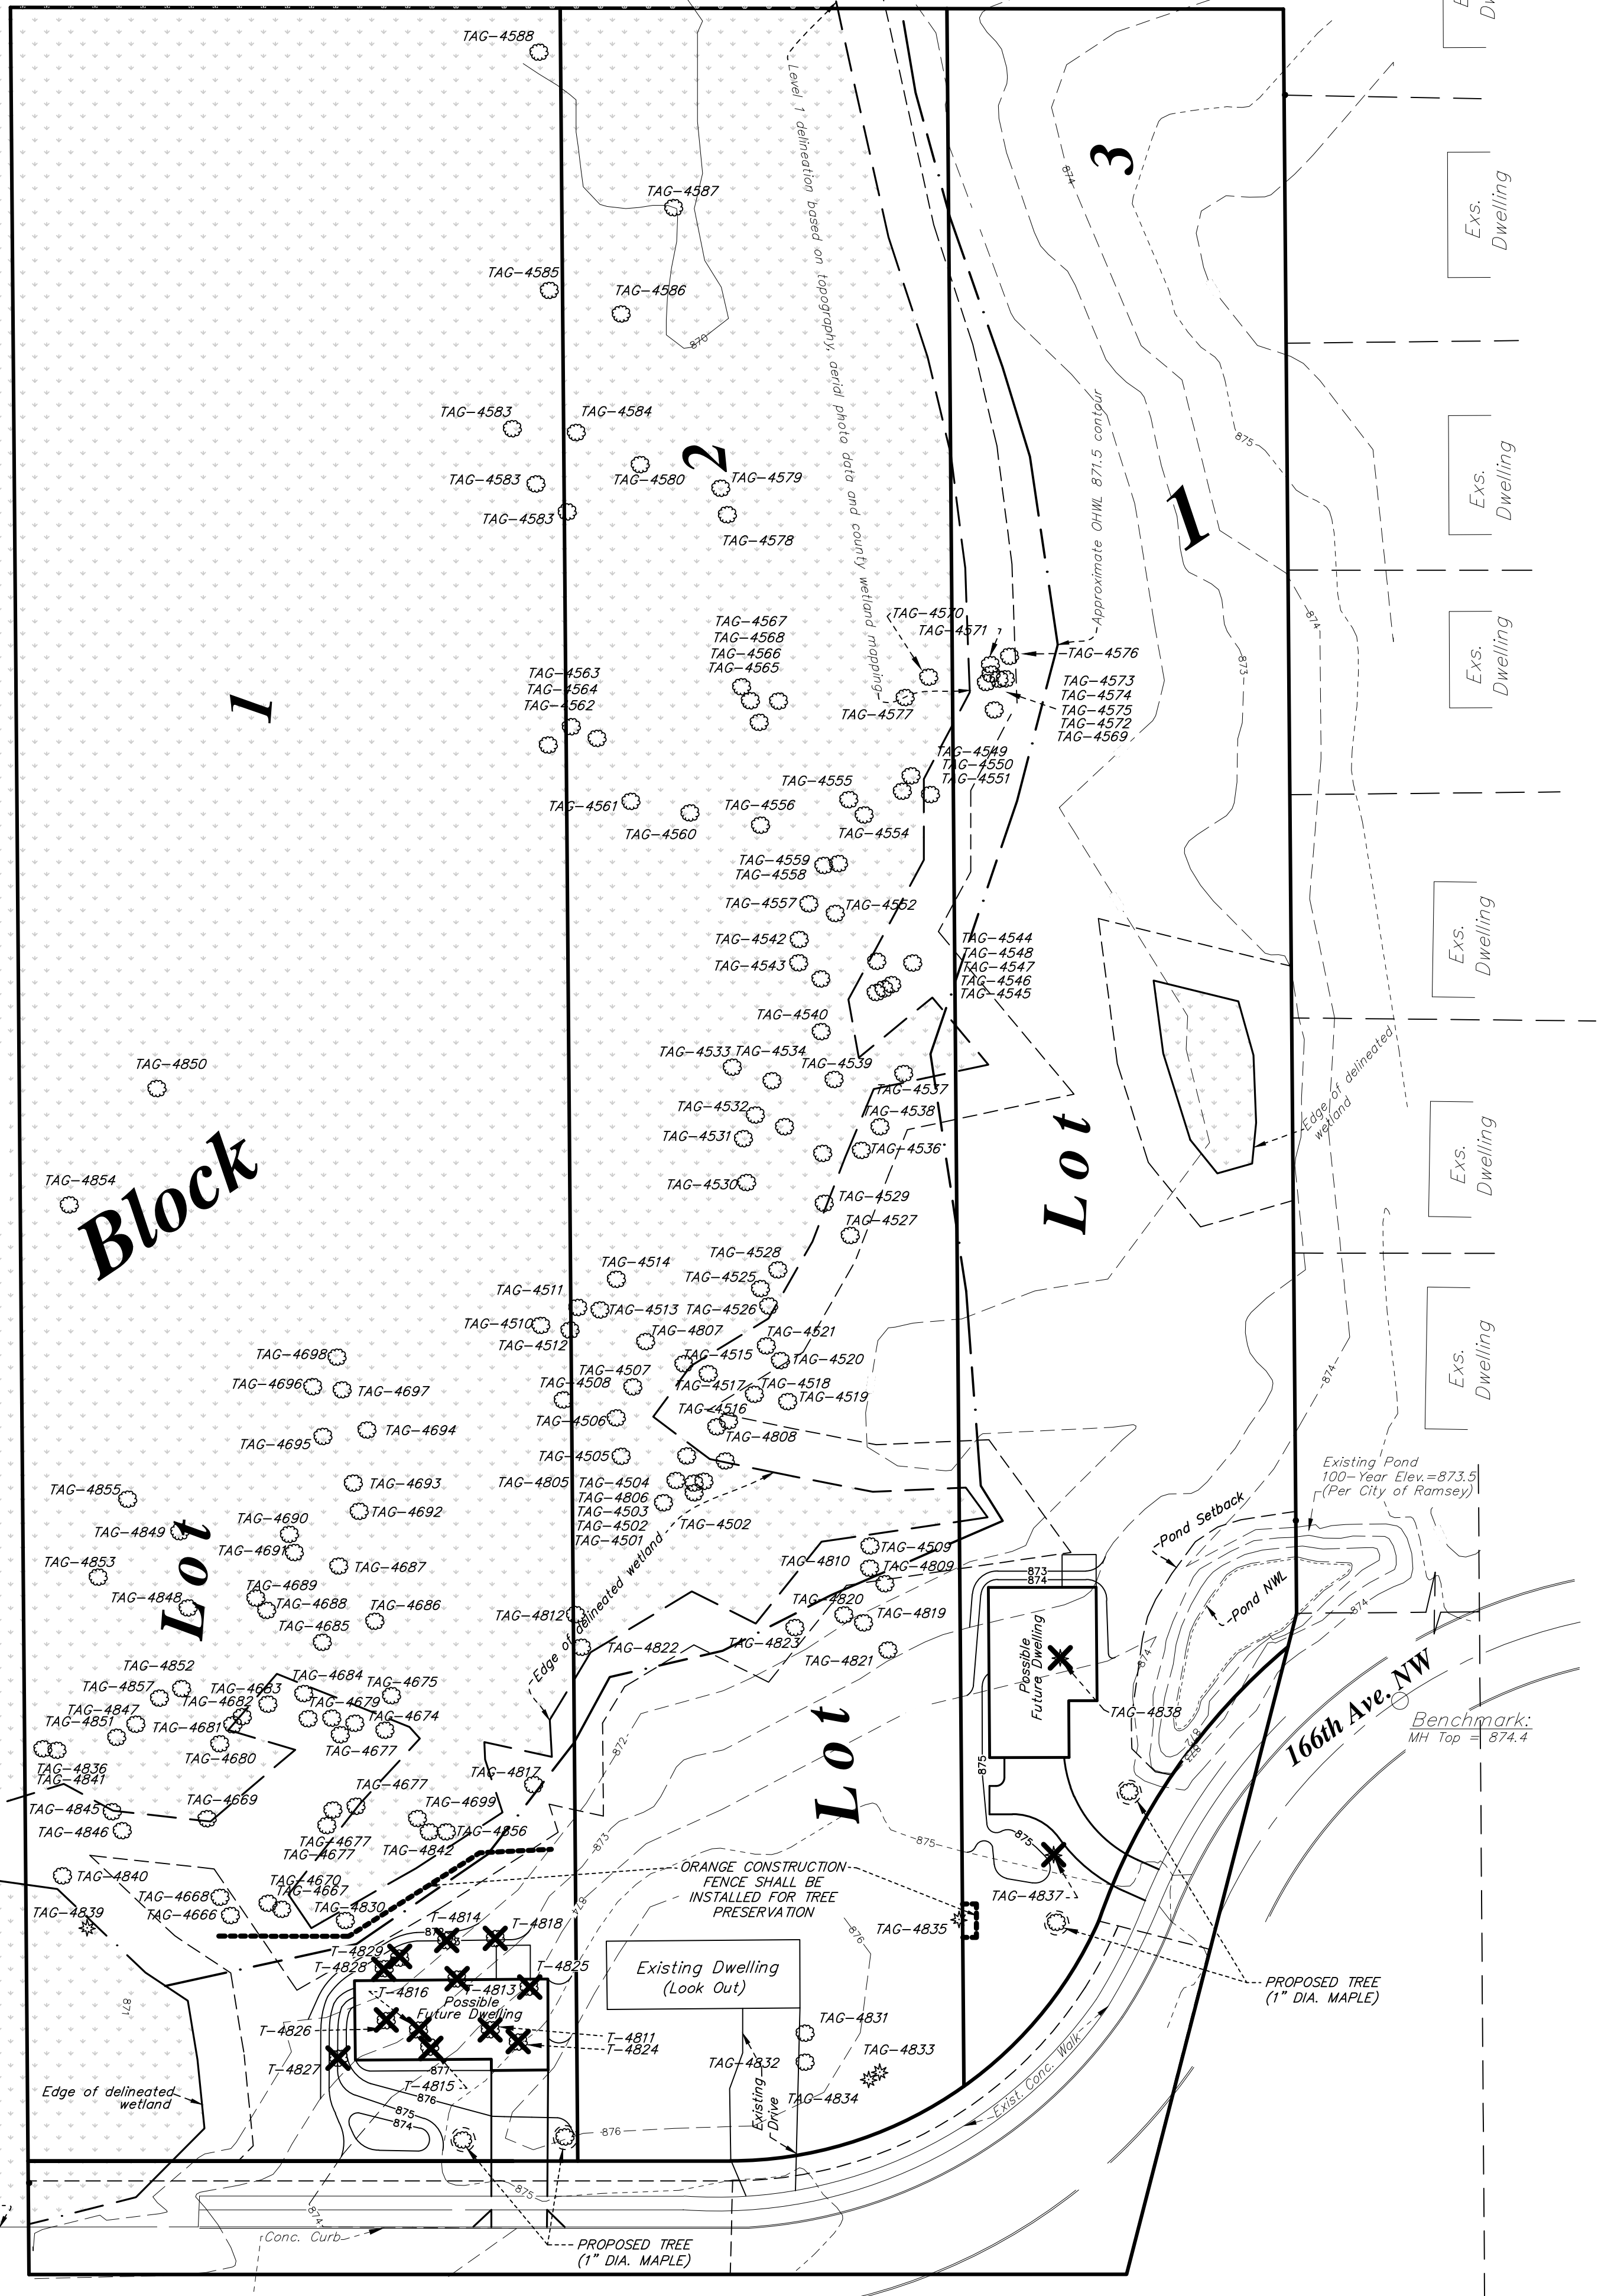 TAG-4588
Level 1 delineation based on topography, aerial photo data and county wetland mapping
874
3
Exs.
Dwelling
TAG-4587
TAG-4585
TAG-4586
870
TAG-4583
TAG-4584
2
TAG-4583
TAG-4580
TAG-4579
TAG-4583
TAG-4578
Approximate OHWL 871.5 contour
875
1
Exs.
Dwelling
874
Exs.
Dwelling
TAG-4567
TAG-4568
TAG-4566
TAG-4565
TAG-4570
TAG-4571
TAG-4576
873
TAG-4563
TAG-4564
TAG-4562
1
TAG-4577
TAG-4573
TAG-4574
TAG-4575
TAG-4572
TAG-4569
TAG-4549
TAG-4550
TAG-4551
TAG-4555
TAG-4561
TAG-4556
TAG-4560
TAG-4554
TAG-4559
TAG-4558
TAG-4557
TAG-4552
TAG-4542
TAG-4543
TAG-4544
TAG-4548
TAG-4547
TAG-4546
TAG-4545
Exs.
Dwelling
TAG-4540
TAG-4533
TAG-4534
TAG-4539
TAG-4850
TAG-4537
TAG-4532
TAG-4538
TAG-4531
TAG-4536
Edge of delineated
wetland
Exs.
Dwelling
Block
Lot
TAG-4854
TAG-4530
TAG-4529
TAG-4527
TAG-4528
TAG-4514
TAG-4525
TAG-4511
TAG-4513
TAG-4526
TAG-4510
TAG-4807
TAG-4521
TAG-4512
TAG-4515
TAG-4520
TAG-4698
TAG-4507
TAG-4696
TAG-4697
TAG-4508
TAG-4517
TAG-4518
TAG-4519
874
Exs.
Dwelling
TAG-4506
TAG-4516
TAG-4694
TAG-4695
TAG-4808
TAG-4505
TAG-4693
TAG-4805
TAG-4504
TAG-4806
TAG-4503
TAG-4502
TAG-4501
TAG-4502
Existing Pond
100-Year Elev.=873.5
(Per City of Ramsey)
TAG-4855
TAG-4692
Pond Setback
TAG-4849
TAG-4690
TAG-4691
TAG-4509
TAG-4853
TAG-4687
TAG-4810
TAG-4809
873
874
Lot
TAG-4689
TAG-4848
TAG-4688
TAG-4686
TAG-4812
Edge of delineated wetland
TAG-4820
TAG-4819
Pond NWL
874
TAG-4685
TAG-4822
TAG-4823
TAG-4821
Possible
Future Dwelling
874
TAG-4852
TAG-4857
TAG-4683
TAG-4684
TAG-4675
TAG-4682
TAG-4679
TAG-4847
TAG-4851
TAG-4681
TAG-4674
TAG-4680
TAG-4677
TAG-4838
166th Ave. NW
Benchmark:
MH Top = 874.4
872
TAG-4836
TAG-4841
TAG-4677
TAG-4817
875
Lot
TAG-4845
TAG-4669
TAG-4699
TAG-4846
TAG-4677
TAG-4677
TAG-4842
TAG-4856
873
875
875
TAG-4840
TAG-4670
TAG-4667
TAG-4668
TAG-4666
TAG-4830
TAG-4839
ORANGE CONSTRUCTION
FENCE SHALL BE
INSTALLED FOR TREE
PRESERVATION
TAG-4837
TAG-4835
876
T-4814
T-4818
T-4829
T-4828
T-4825
T-4816
T-4813
Possible
Future Dwelling
Existing Dwelling
(Look Out)
PROPOSED TREE
(1" DIA. MAPLE)
871
T-4826
T-4811
T-4824
T-4827
877
T-4815
876
875
874
TAG-4831
TAG-4832
TAG-4833
TAG-4834
Edge of delineated
wetland
Existing
Drive
876
Exist. Conc. Walk
875
874
Conc. Curb
PROPOSED TREE
(1" DIA. MAPLE)